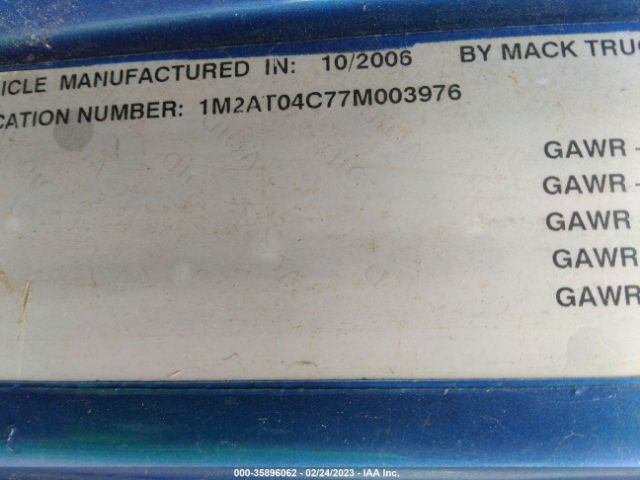 ICLE MANUFACTURED IN: 10/2006 BY MACK TRUC
CATION NUMBER: 1M2AT04C77M003976
GAWR -
GAWR -
GAWR
GAWR
GAWR
000-35896062 - 02/24/2023 - IAA Inc.